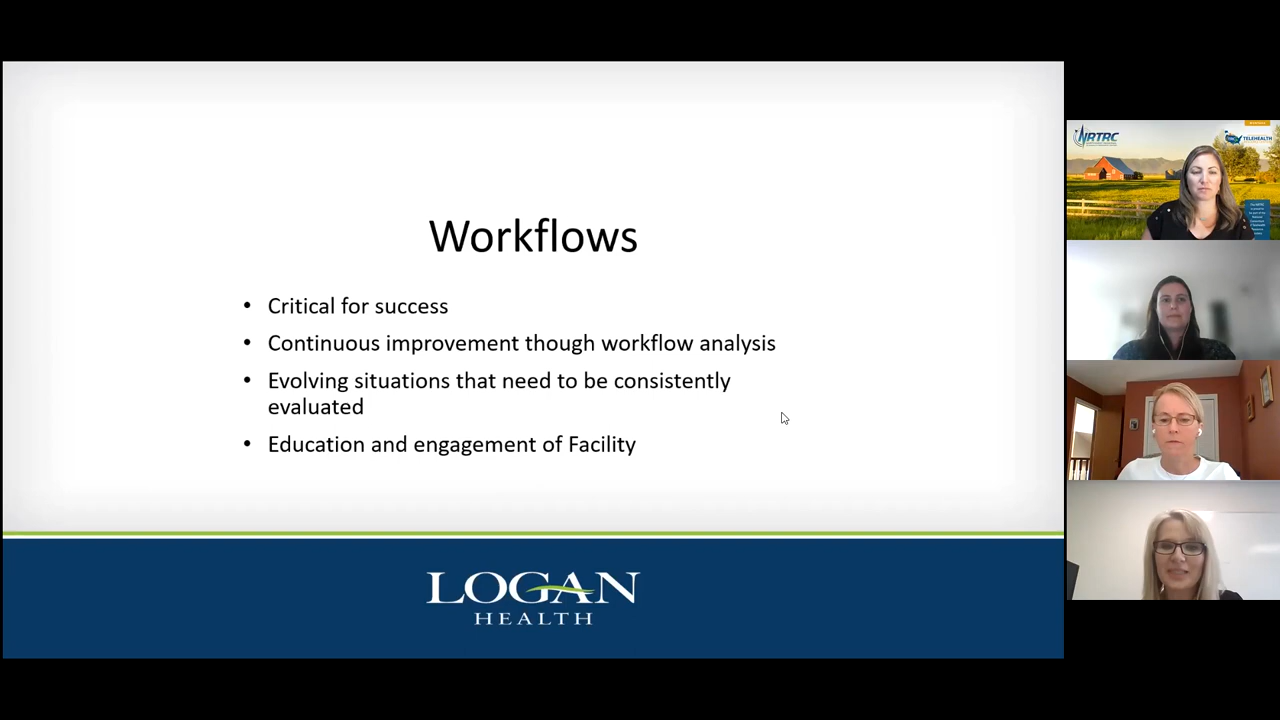 Workflows
• Critical for success
• Continuous improvement though workflow analysis
• Evolving situations that need to be consistently
evaluated
• Education and engagement of Facility
LOGAN
HEALTH
NRTRC
TELEHEALTH